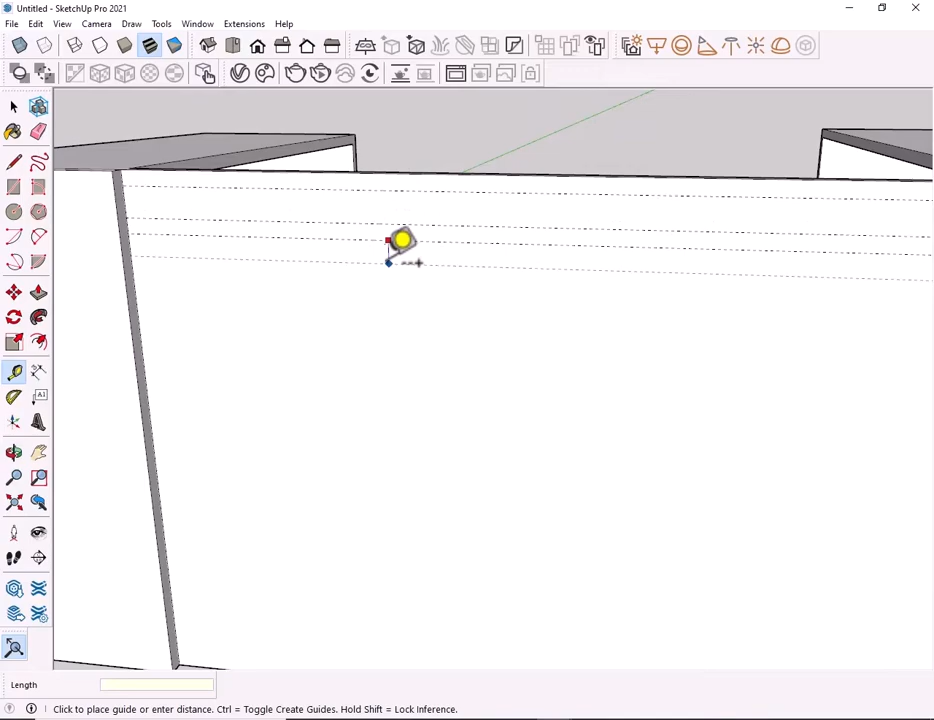 Untitled - SketchUp Pro 2021
File Edit View Camera Draw Tools Window Extensions Help
A1
Length
Click to place guide or enter distance. Ctrl = Toggle Create Guides. Hold Shift = Lock Inference.